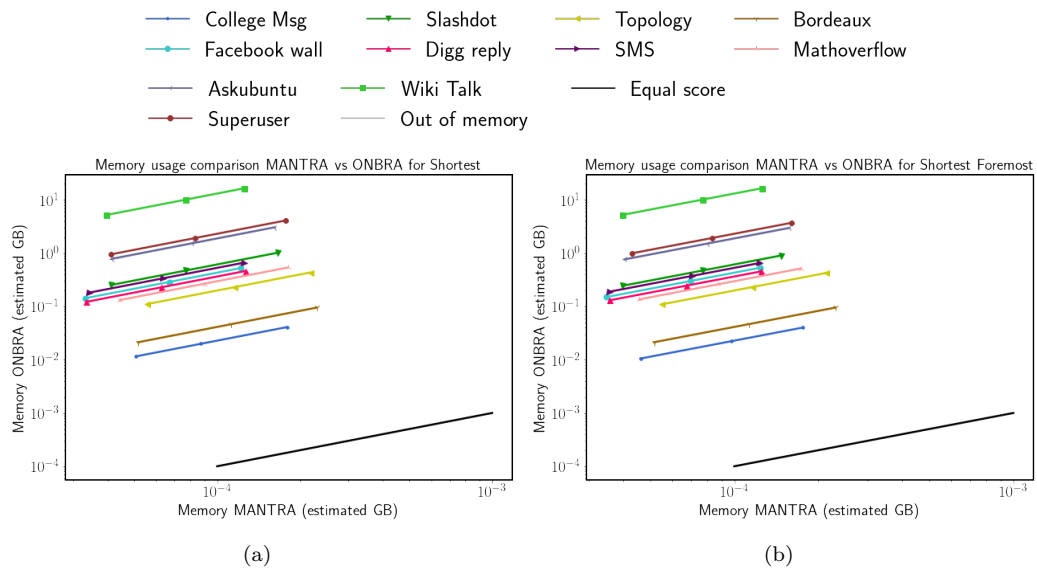 College Msg Slashdot Topology Bordeaux
Facebook wall Digg reply SMS Mathoverflow
Askubuntu Wiki Talk Equal score
Superuser Out of memory
Memory usage comparison MANTRA vs ONBRA for Shortest
Memory ONBRA (estimated GB)
10^1
10^0
10^-1
10^-2
10^-3
10^-4
10^-4 10^-3
Memory MANTRA (estimated GB)
(a)
Memory usage comparison MANTRA vs ONBRA for Shortest Foremost
Memory ONBRA (estimated GB)
10^1
10^0
10^-1
10^-2
10^-3
10^-4
10^-4 10^-3
Memory MANTRA (estimated GB)
(b)